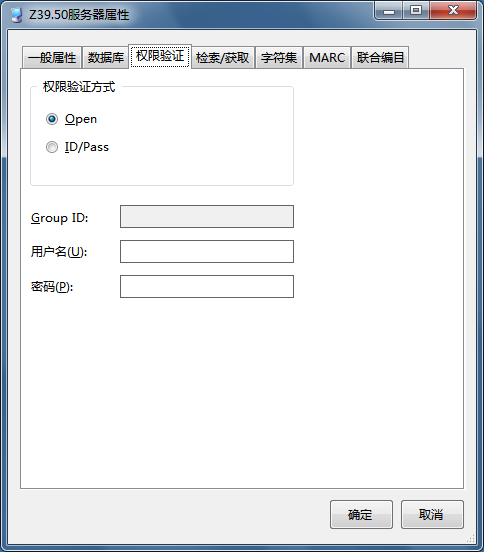 Z39.50服务器属性
一般属性 数据库 权限验证 检索/获取 字符集 MARC 联合编目
权限验证方式
Open
ID/Pass
Group ID:
用户名(U):
密码(P):
确定 取消